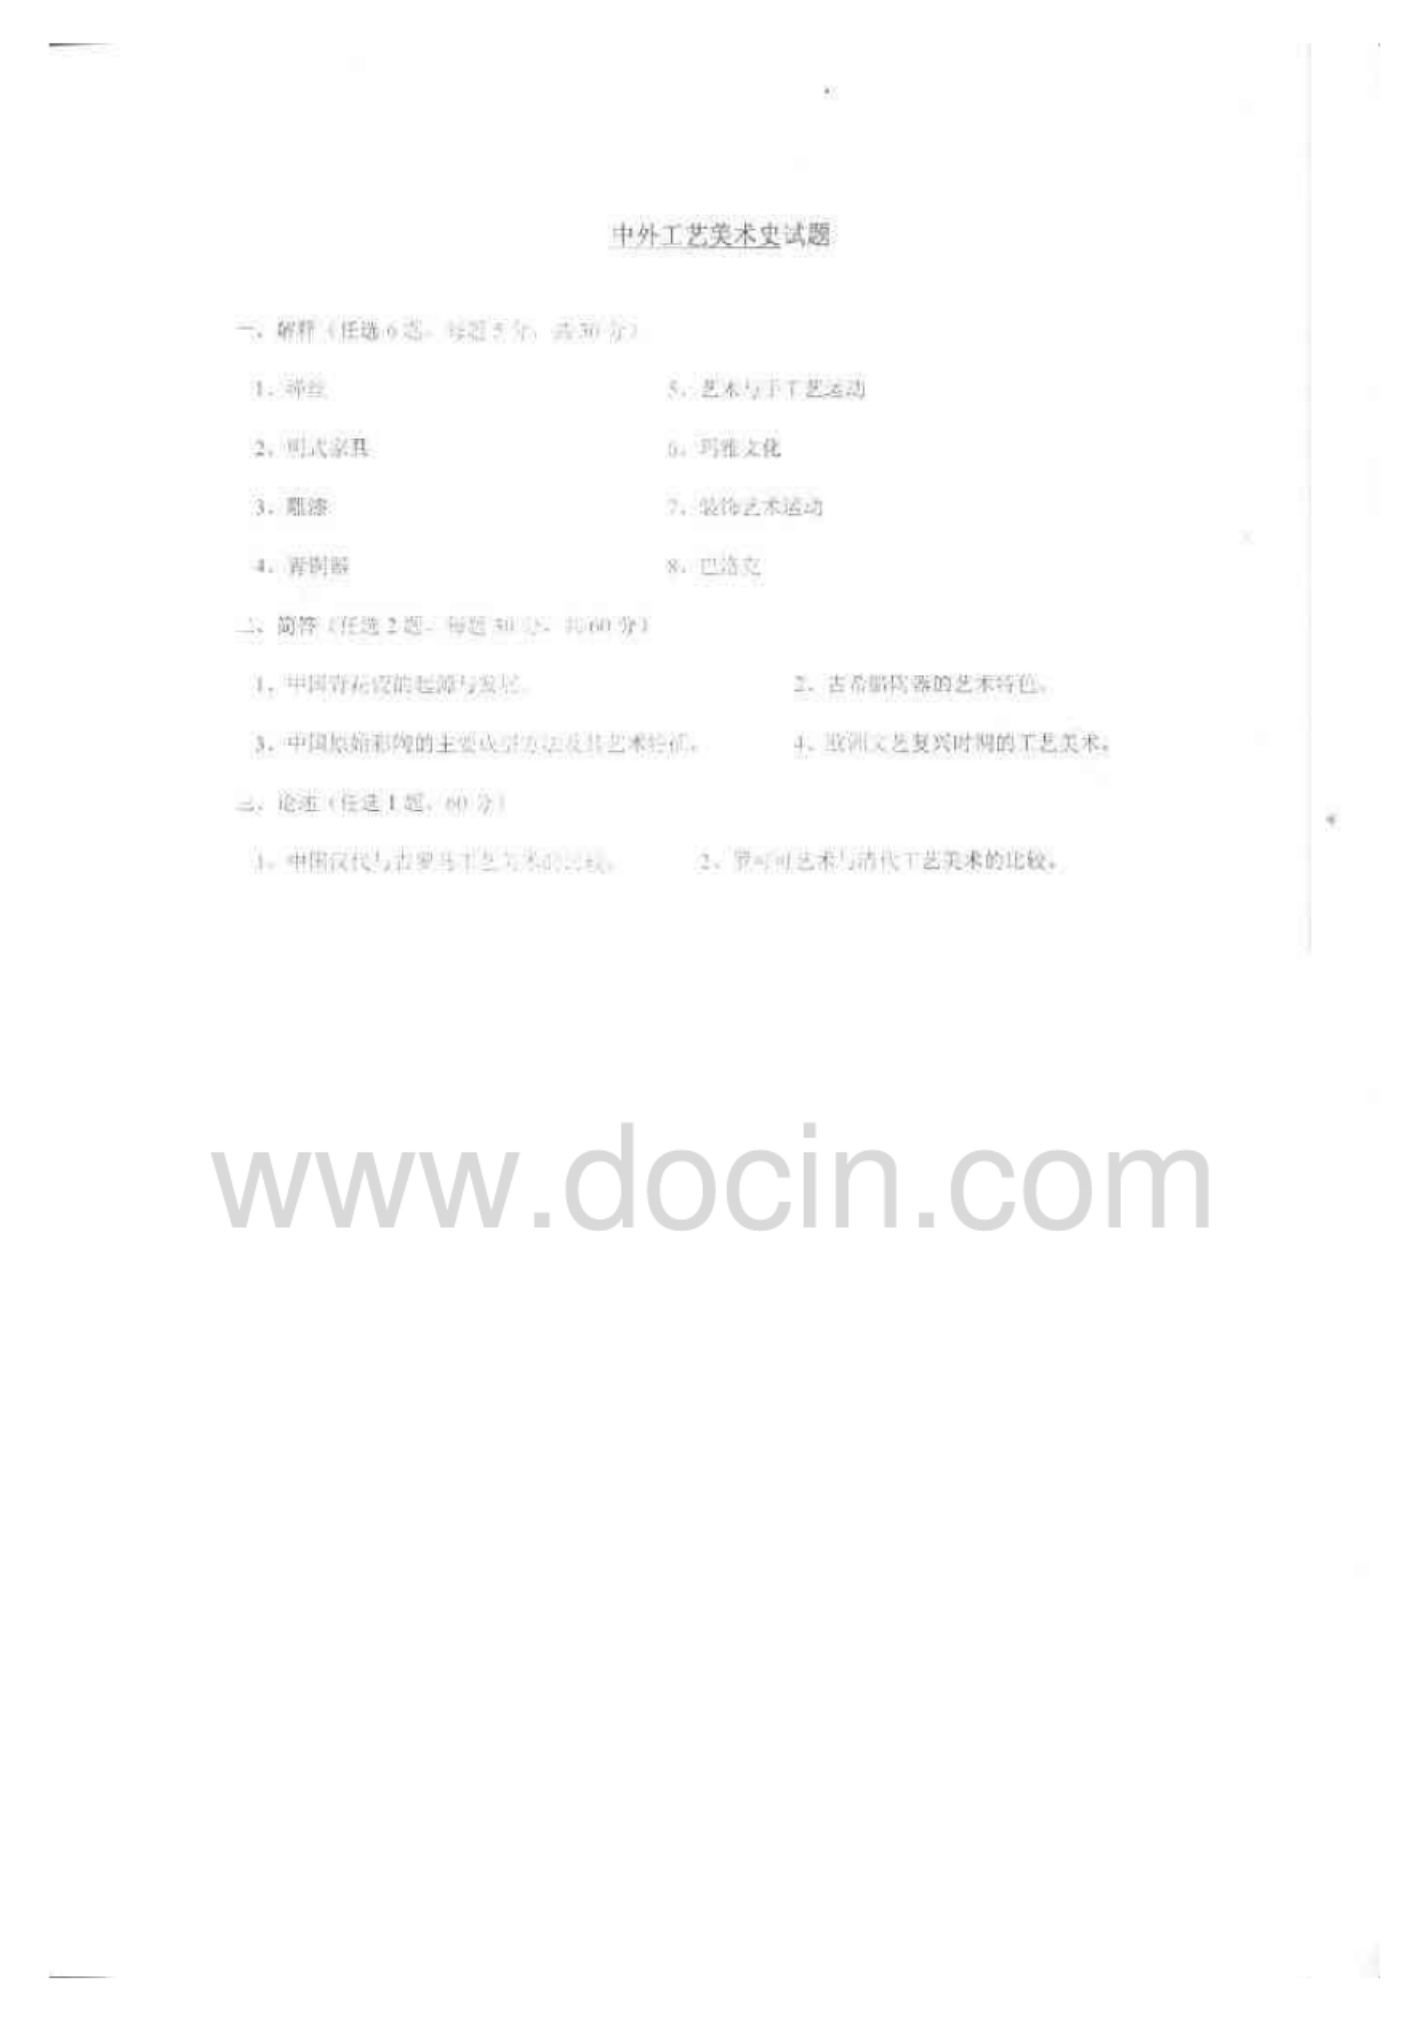 中外工艺美术史试题
一、解释（任选6题，每题5分，共30分）
1、缂丝 5、艺术与手工艺运动
2、明式家具 6、玛雅文化
3、雕漆 7、装饰艺术运动
4、青铜器 8、巴洛克
二、简答（任选2题，每题30分，共60分）
1、中国青花瓷的起源与发展。 2、古希腊陶器的艺术特色。
3、中国原始彩陶的主要成型方法及其艺术特征。 4、欧洲文艺复兴时期的工艺美术。
三、论述（任选1题，60分）
1、中国汉代与古罗马工艺美术的比较。 2、罗可可艺术与清代工艺美术的比较。
www.docin.com